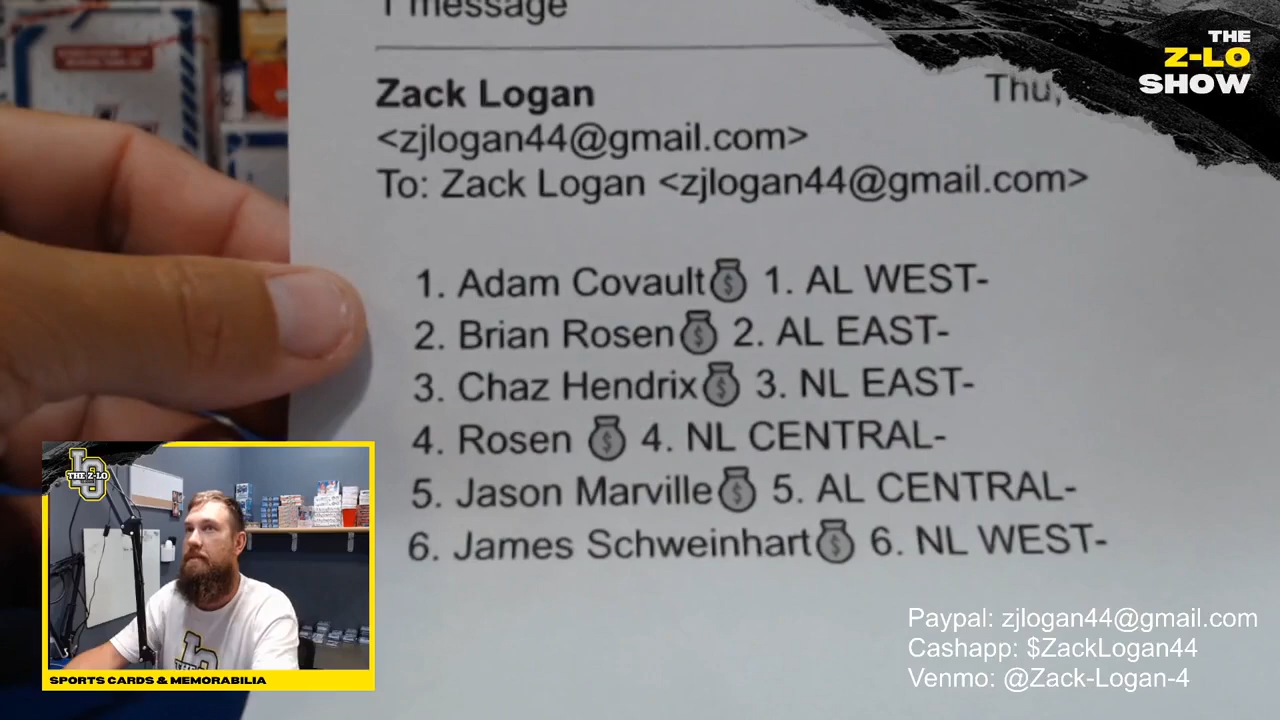 1 message
THE
Z-LO
SHOW
Zack Logan
Thu,
<zjlogan44@gmail.com>
To: Zack Logan <zjlogan44@gmail.com>
1. Adam Covault 1. AL WEST-
2. Brian Rosen 2. AL EAST-
3. Chaz Hendrix 3. NL EAST-
4. Rosen 4. NL CENTRAL-
5. Jason Marville 5. AL CENTRAL-
6. James Schweinhart 6. NL WEST-
THE Z-LO
SPORTS CARDS & MEMORABILIA
Paypal: zjlogan44@gmail.com
Cashapp: $ZackLogan44
Venmo: @Zack-Logan-4